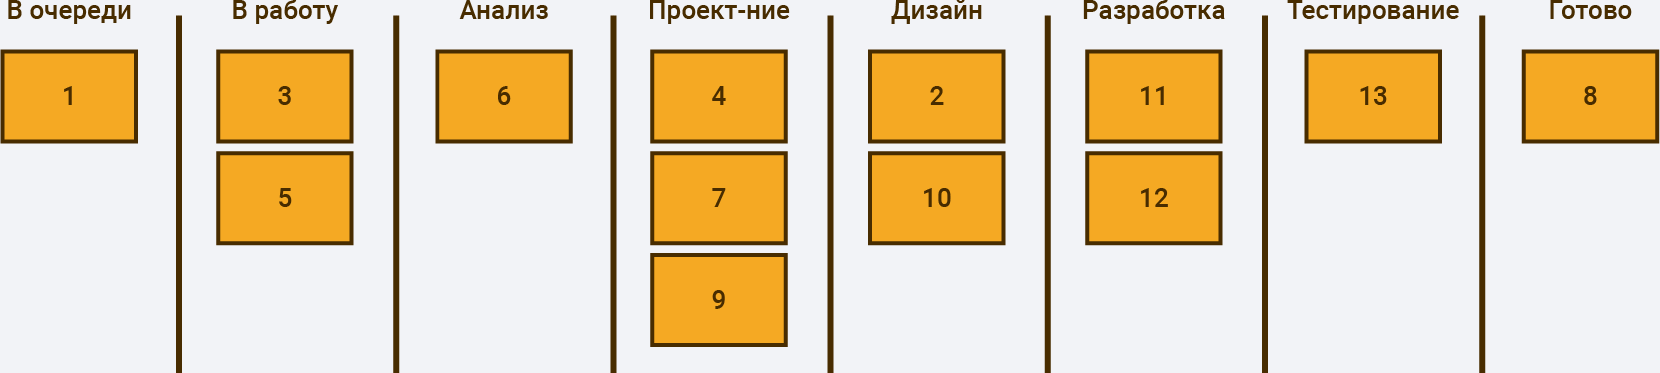 В очереди
В работу
Анализ
Проект-ние
Дизайн
Разработка
Тестирование
Готово
1
3
6
4
2
11
13
8
5
7
10
12
9